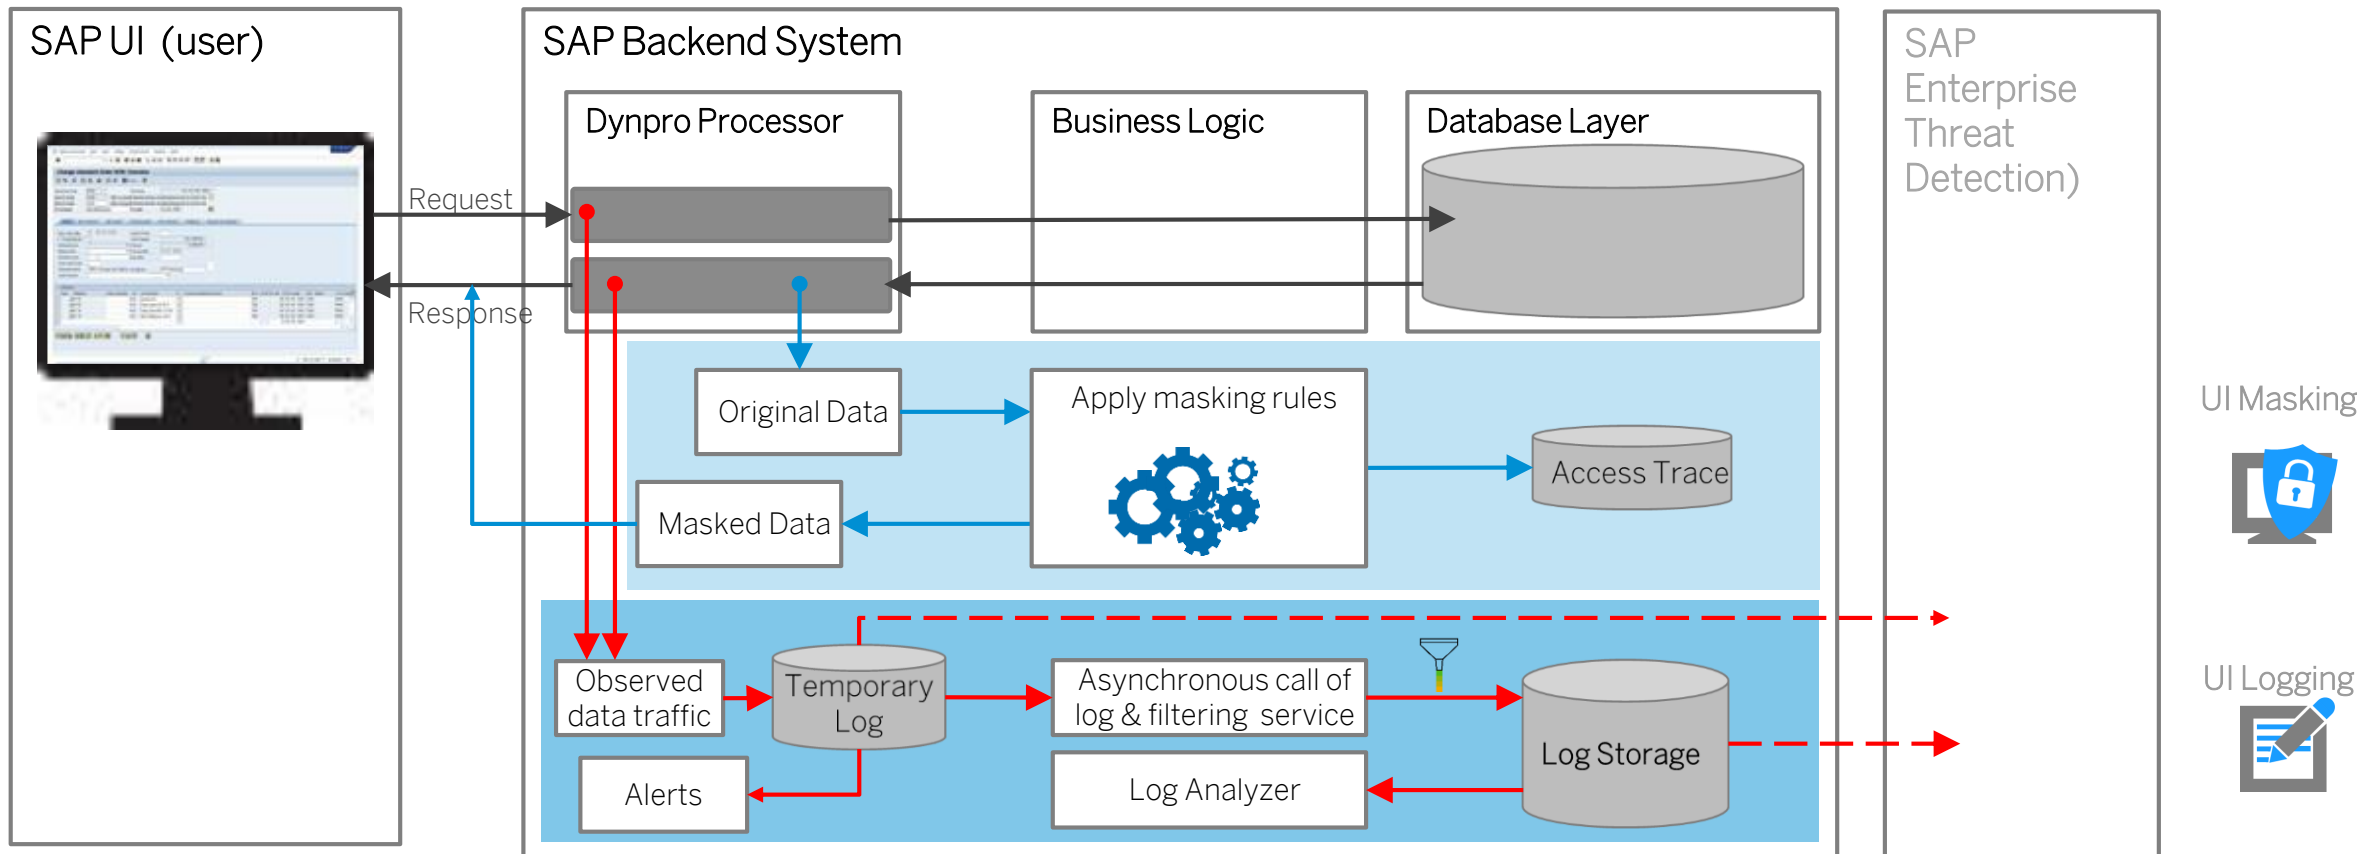 SAP UI (user)
SAP Backend System
SAP
Enterprise
Threat
Detection)
Dynpro Processor
Business Logic
Database Layer
Request
Response
Original Data
Apply masking rules
Access Trace
Masked Data
UI Masking
Observed
data traffic
Temporary
Log
Asynchronous call of
log & filtering service
Log Storage
Alerts
Log Analyzer
UI Logging